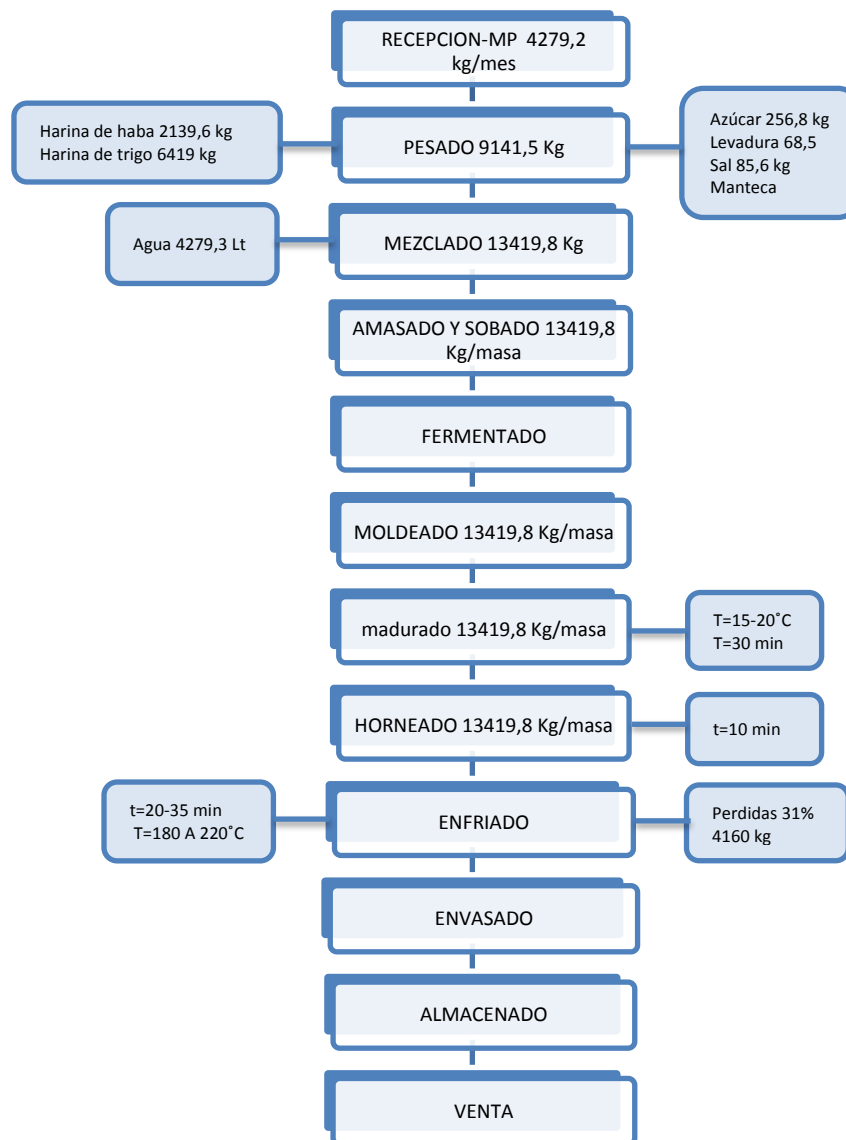 RECEPCION-MP 4279,2
kg/mes
Harina de haba 2139,6 kg
Harina de trigo 6419 kg
PESADO 9141,5 Kg
Azúcar 256,8 kg
Levadura 68,5
Sal 85,6 kg
Manteca
Agua 4279,3 Lt
MEZCLADO 13419,8 Kg
AMASADO Y SOBADO 13419,8
Kg/masa
FERMENTADO
MOLDEADO 13419,8 Kg/masa
madurado 13419,8 Kg/masa
T=15-20˚C
T=30 min
HORNEADO 13419,8 Kg/masa
t=10 min
t=20-35 min
T=180 A 220˚C
ENFRIADO
Perdidas 31%
4160 kg
ENVASADO
ALMACENADO
VENTA